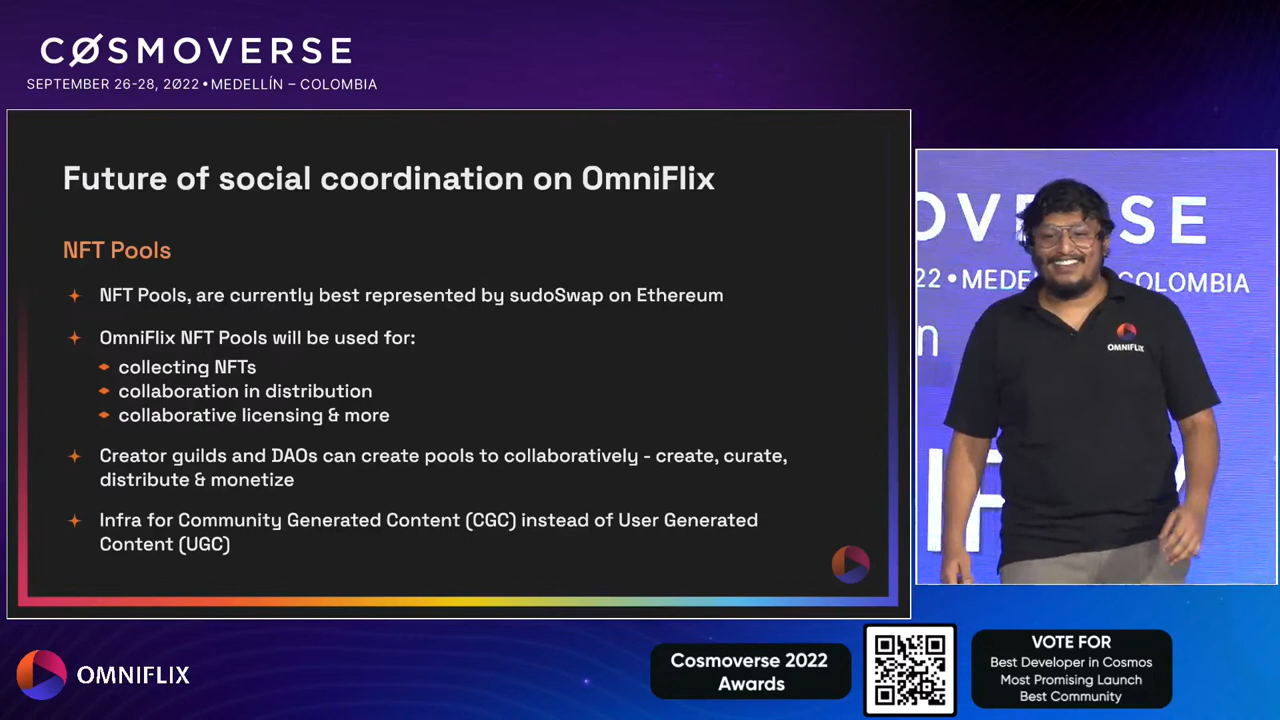 CØSMOVERSE
SEPTEMBER 26-28, 2022 • MEDELLÍN – COLOMBIA
Future of social coordination on OmniFlix
NFT Pools
NFT Pools, are currently best represented by sudoSwap on Ethereum
OmniFlix NFT Pools will be used for:
collecting NFTs
collaboration in distribution
collaborative licensing & more
Creator guilds and DAOs can create pools to collaboratively - create, curate,
distribute & monetize
Infra for Community Generated Content (CGC) instead of User Generated
Content (UGC)
OVE SE
22 • MEDE COLOMBIA
n
OMNIFLIX
OMNIFLIX
Cosmoverse 2022
Awards
VOTE FOR
Best Developer in Cosmos
Most Promising Launch
Best Community